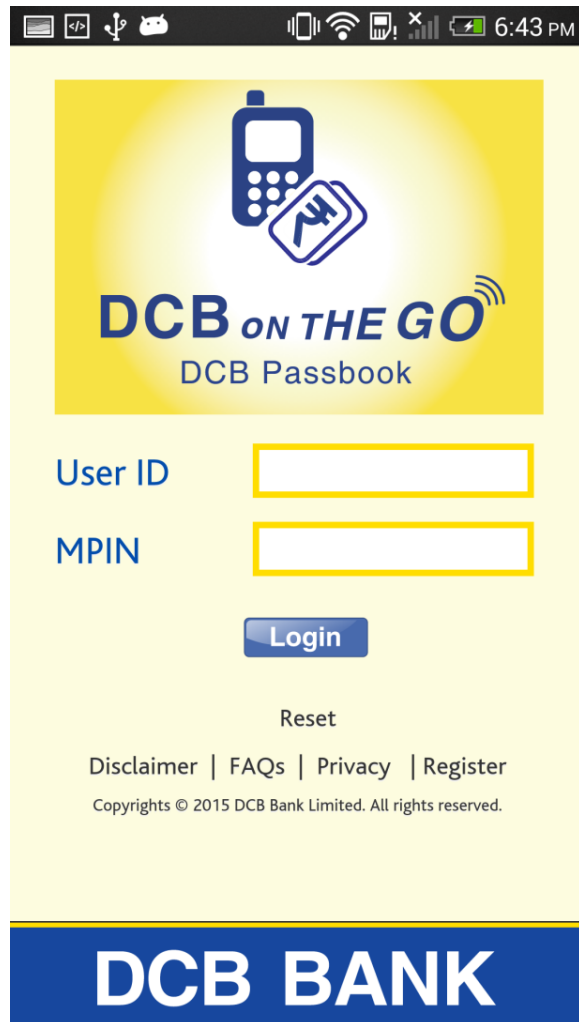 6:43 PM
DCB ON THE GO
DCB Passbook
User ID
MPIN
Login
Reset
Disclaimer | FAQs | Privacy | Register
Copyrights © 2015 DCB Bank Limited. All rights reserved.
DCB BANK